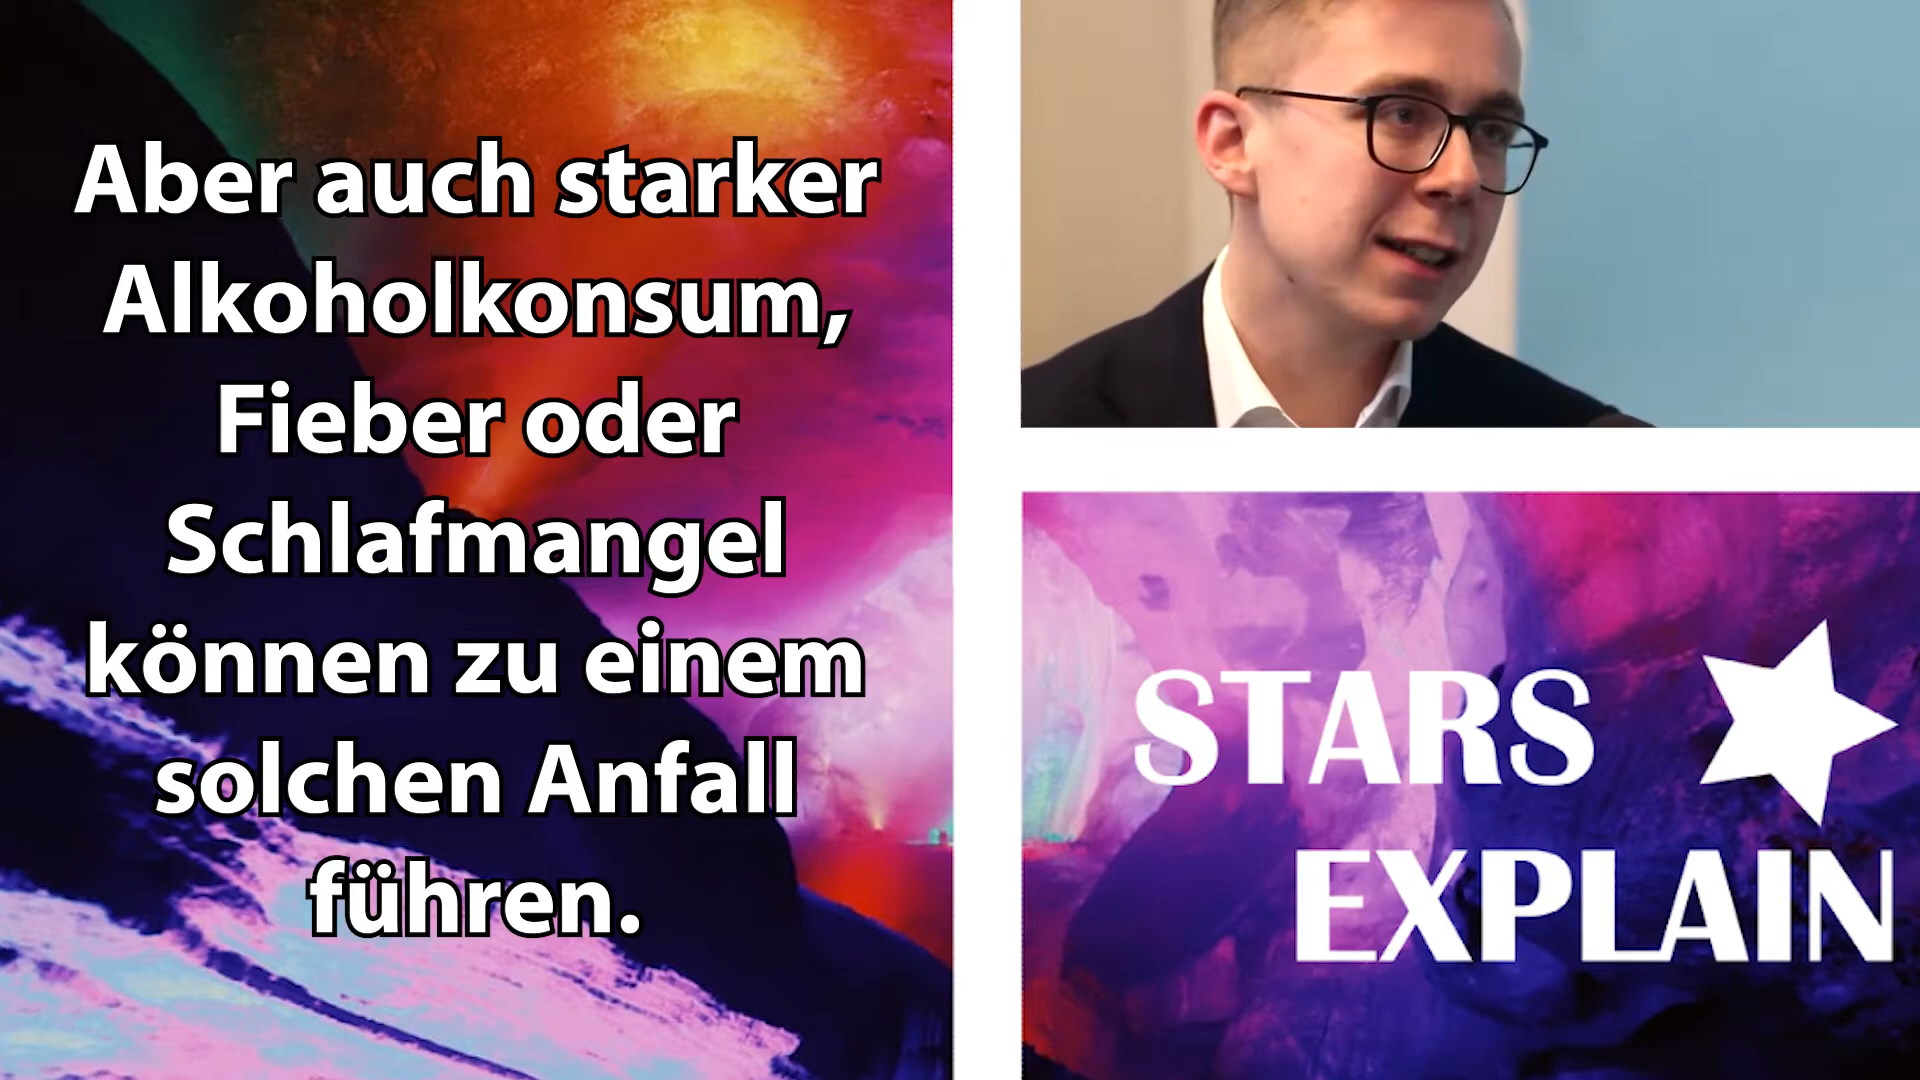 Aber auch starker
Alkoholkonsum,
Fieber oder
Schlafmangel
können zu einem
solchen Anfall
führen.
STARS
EXPLAIN